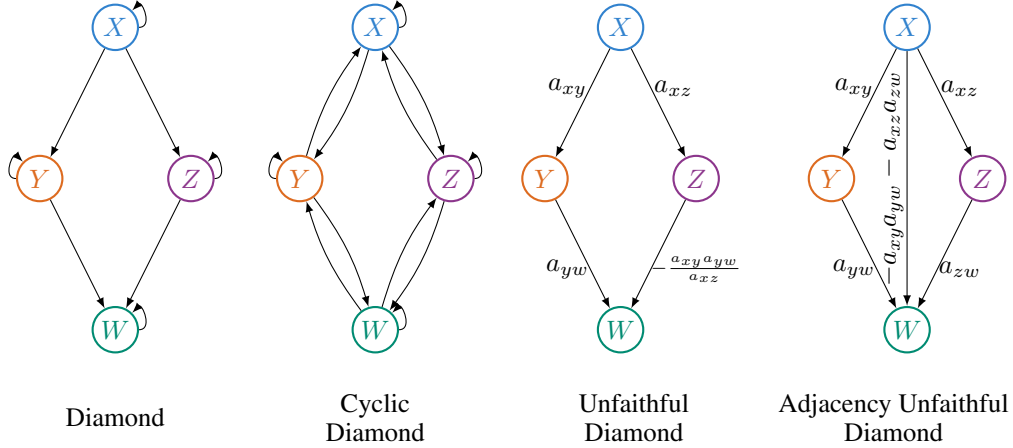 X
Y
Z
W
Diamond
X
Y
Z
W
Cyclic
Diamond
X
a_{xy}
a_{xz}
Y
Z
a_{yw}
-\frac{a_{xy}a_{yw}}{a_{xz}}
W
Unfaithful
Diamond
X
a_{xy}
a_{xz}
-a_{xy}a_{yw} - a_{xz}a_{zw}
Y
Z
a_{yw}
a_{zw}
W
Adjacency Unfaithful
Diamond